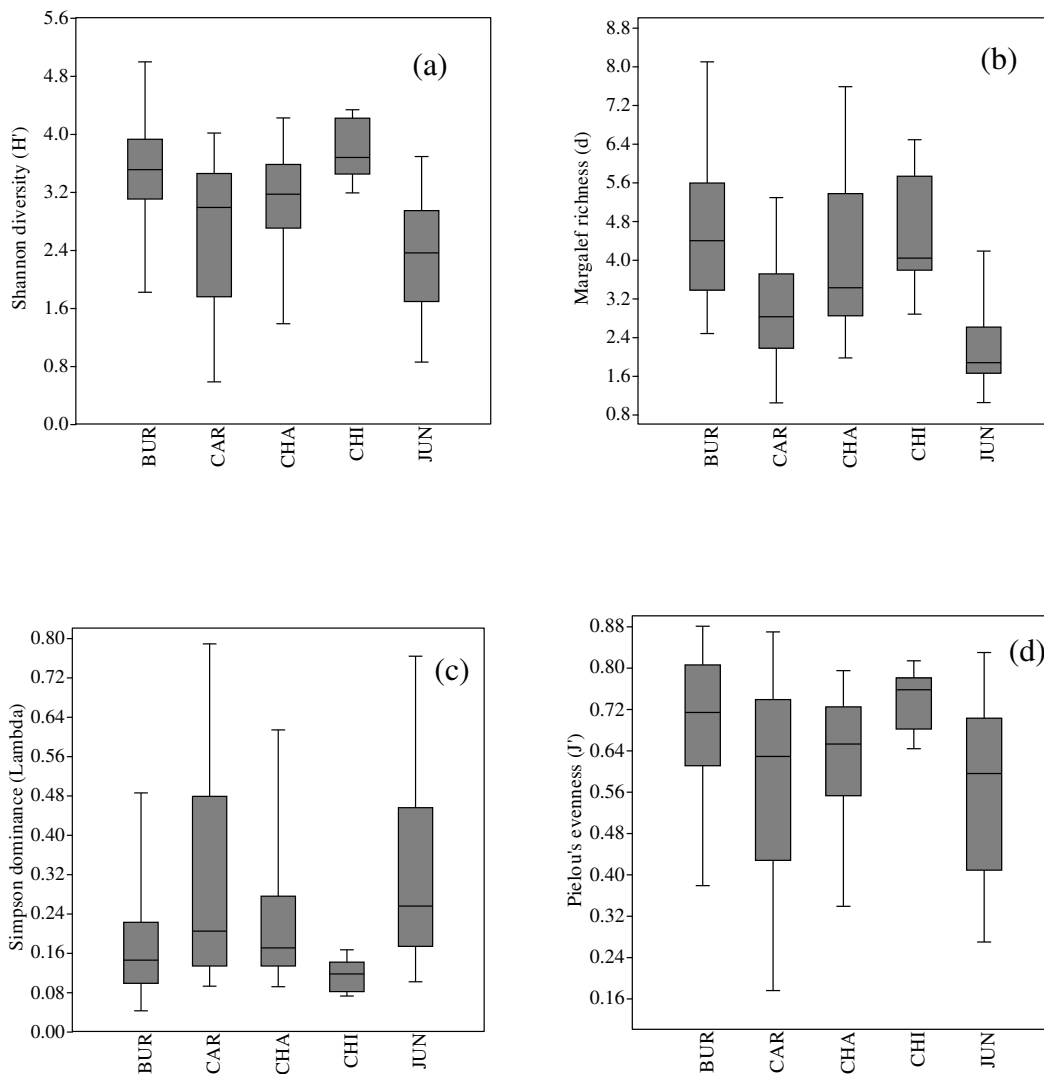 (a)
Shannon diversity (H')
5.6
4.8
4.0
3.2
2.4
1.6
0.8
0.0
BUR
CAR
CHA
CHI
JUN
(b)
Margalef richness (d)
8.8
8.0
7.2
6.4
5.6
4.8
4.0
3.2
2.4
1.6
0.8
BUR
CAR
CHA
CHI
JUN
(c)
Simpson dominance (Lambda)
0.80
0.72
0.64
0.56
0.48
0.40
0.32
0.24
0.16
0.08
0.00
BUR
CAR
CHA
CHI
JUN
(d)
Pielou's evenness (J')
0.88
0.80
0.72
0.64
0.56
0.48
0.40
0.32
0.24
0.16
BUR
CAR
CHA
CHI
JUN